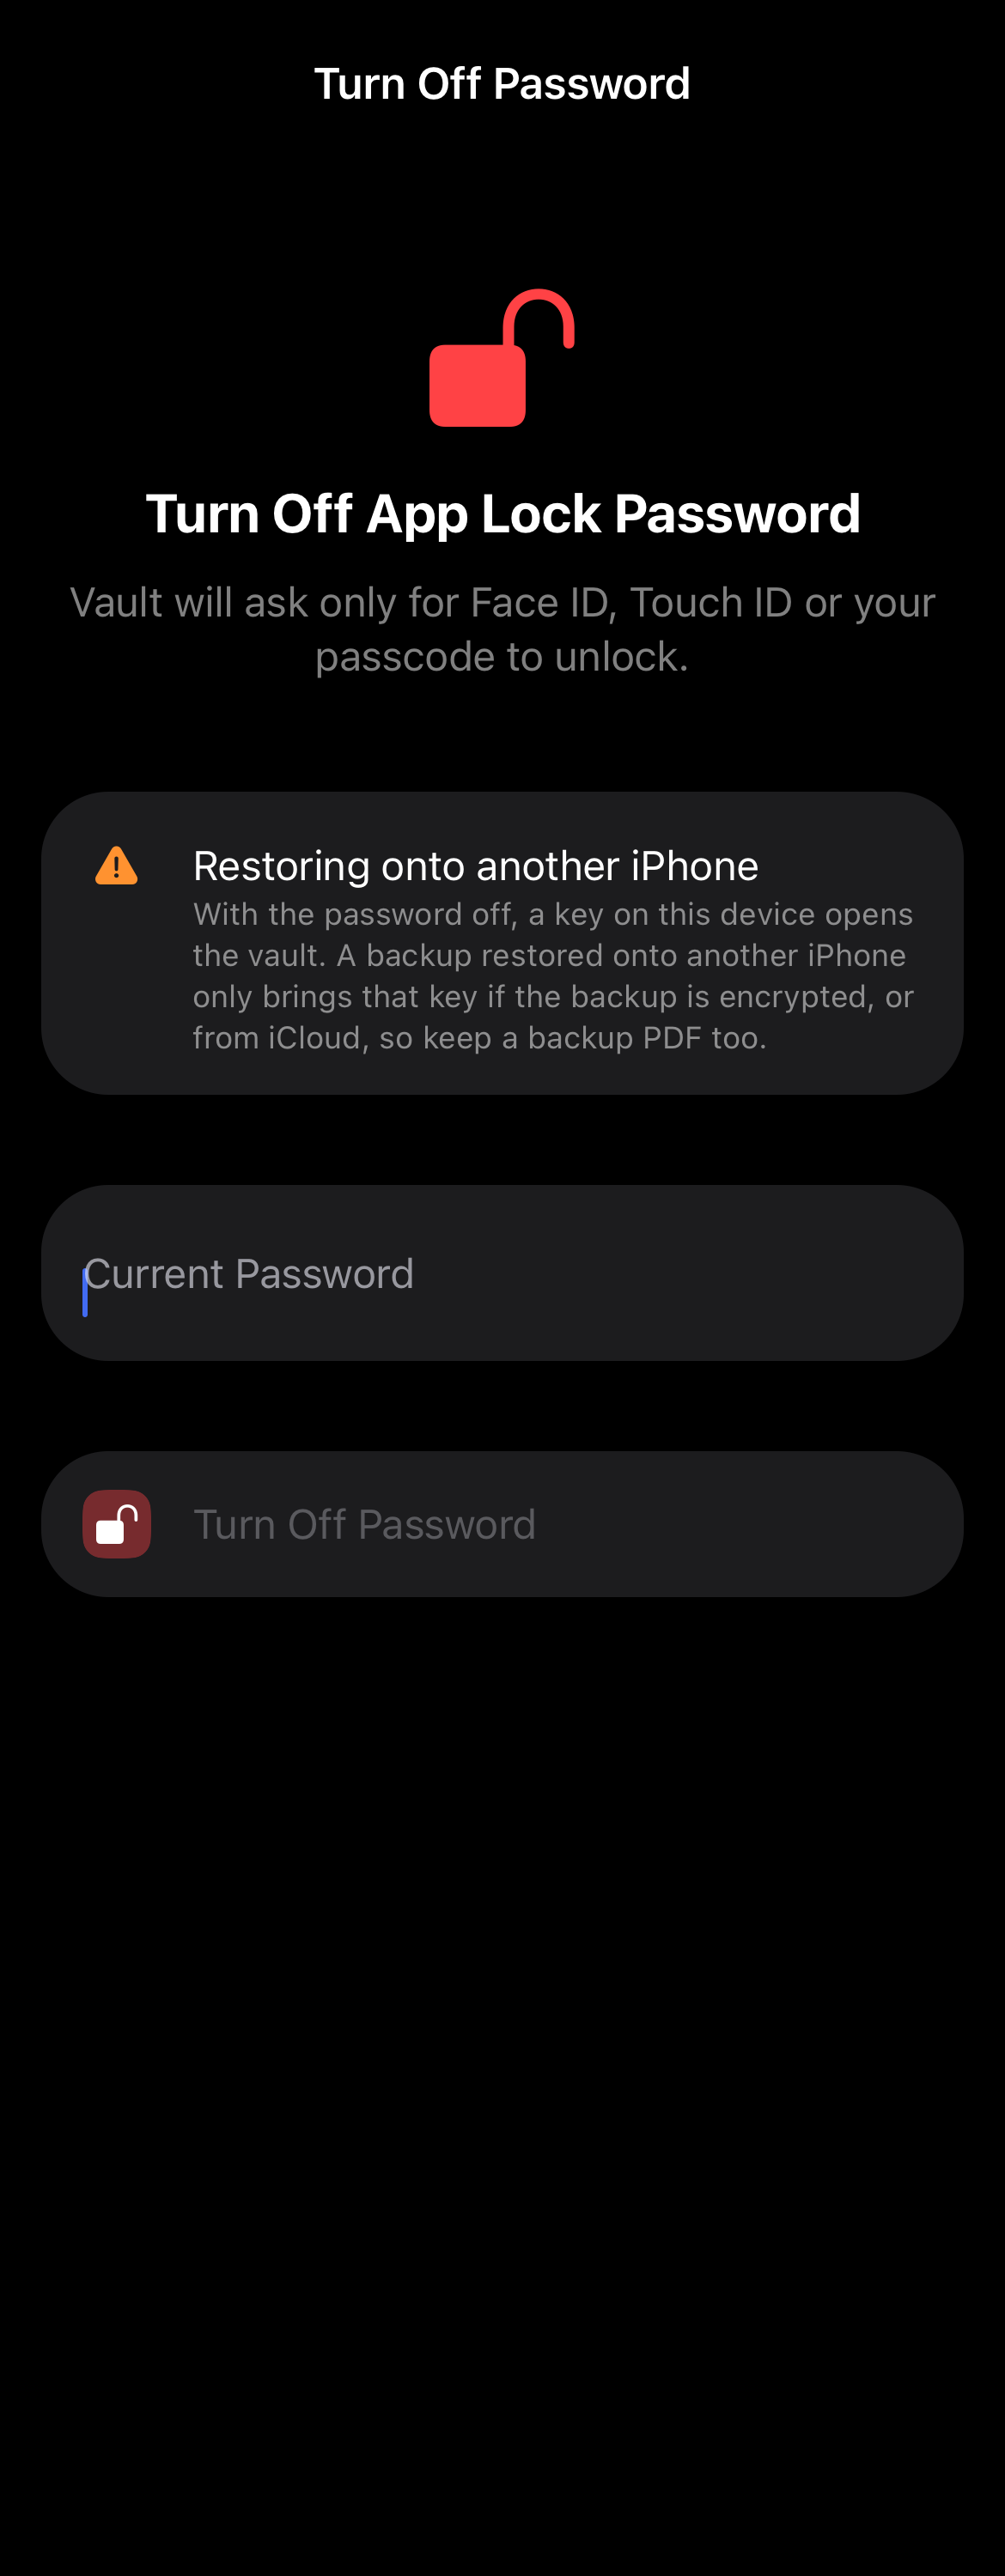 Turn Off Password
Turn Off App Lock Password
Vault will ask only for Face ID, Touch ID or your
passcode to unlock.
Restoring onto another iPhone
With the password off, a key on this device opens
the vault. A backup restored onto another iPhone
only brings that key if the backup is encrypted, or
from iCloud, so keep a backup PDF too.
Current Password
Turn Off Password